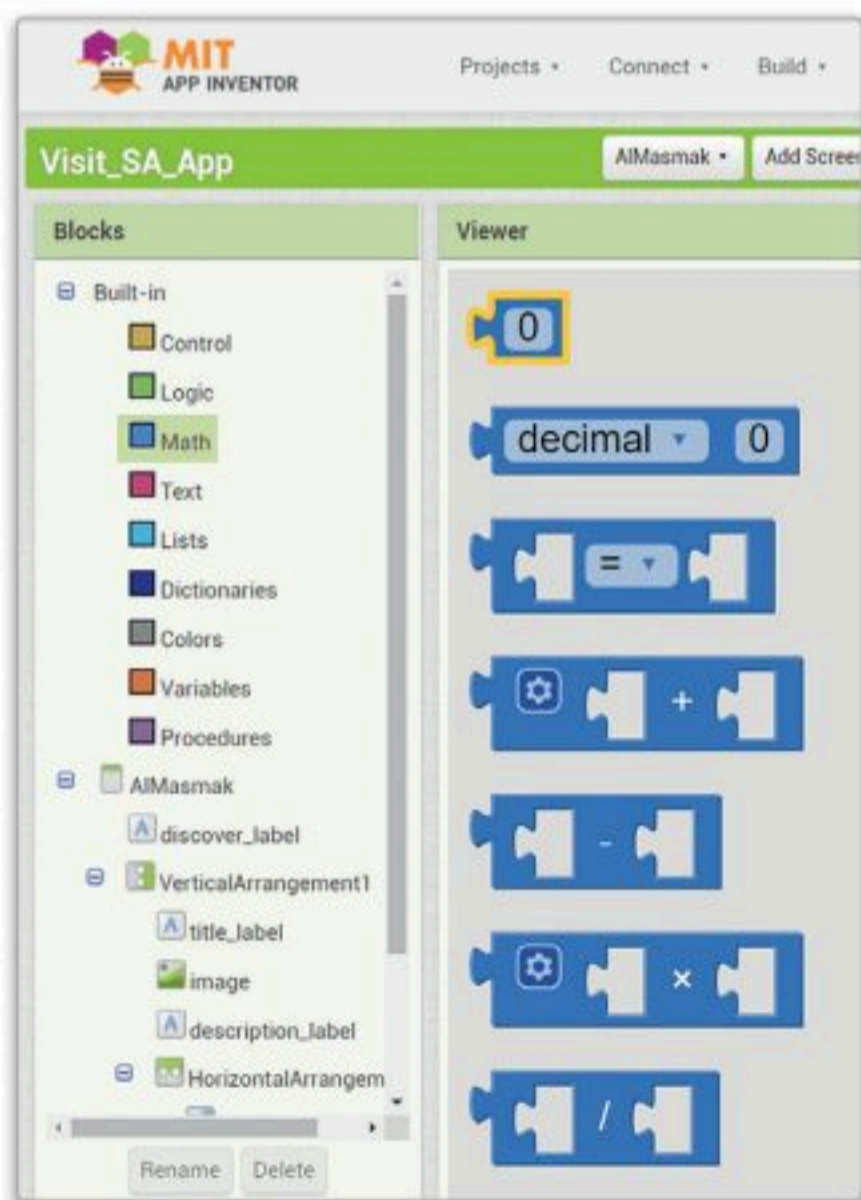 MIT
APP INVENTOR
Projects Connect Build
Visit_SA_App
AlMasmak Add Screen
Blocks
Viewer
Built-in
Control
Logic
Math
Text
Lists
Dictionaries
Colors
Variables
Procedures
AlMasmak
discover_label
VerticalArrangement1
title_label
image
description_label
HorizontalArrangem
Rename Delete
0
decimal 0
=
+
-
×
/